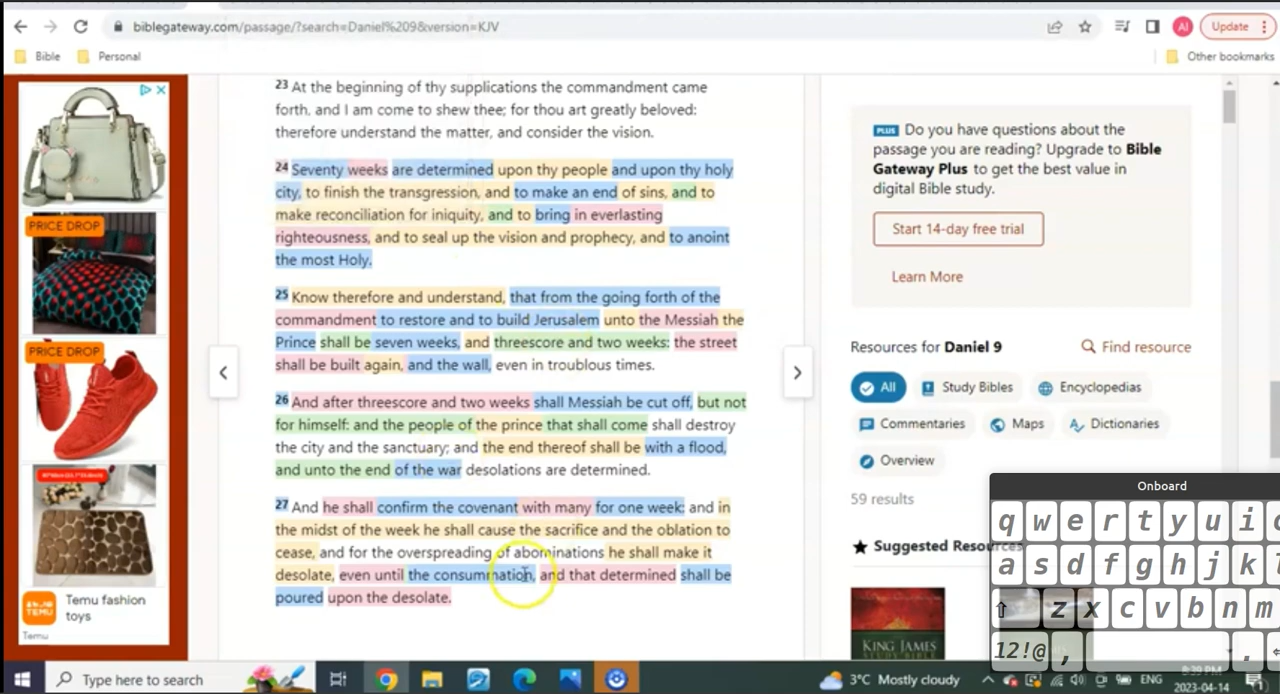 biblegateway.com/passage/?search=Daniel%209&version=KJV
AI
Update
Bible
Personal
Other bookmarks
23 At the beginning of thy supplications the commandment came
forth, and I am come to shew thee; for thou art greatly beloved:
therefore understand the matter, and consider the vision.
24 Seventy weeks are determined upon thy people and upon thy holy
city, to finish the transgression, and to make an end of sins, and to
make reconciliation for iniquity, and to bring in everlasting
righteousness, and to seal up the vision and prophecy, and to anoint
the most Holy.
25 Know therefore and understand, that from the going forth of the
commandment to restore and to build Jerusalem unto the Messiah the
Prince shall be seven weeks, and threescore and two weeks: the street
shall be built again, and the wall, even in troublous times.
26 And after threescore and two weeks shall Messiah be cut off, but not
for himself: and the people of the prince that shall come shall destroy
the city and the sanctuary; and the end thereof shall be with a flood,
and unto the end of the war desolations are determined.
27 And he shall confirm the covenant with many for one week: and in
the midst of the week he shall cause the sacrifice and the oblation to
cease, and for the overspreading of abominations he shall make it
desolate, even until the consummation, and that determined shall be
poured upon the desolate.
PRICE DROP
PRICE DROP
TEMU
Temu fashion
toys
Temu
PLUS Do you have questions about the
passage you are reading? Upgrade to Bible
Gateway Plus to get the best value in
digital Bible study.
Start 14-day free trial
Learn More
Resources for Daniel 9
Find resource
All
Study Bibles
Encyclopedias
Commentaries
Maps
Dictionaries
Overview
59 results
Suggested Resources
KING JAMES
STUDY BIBLE
Onboard
q w e r t y u i
a s d f g h j k
z x c v b n m
12!@ , .
Type here to search
3°C Mostly cloudy
ENG
8:39 PM
2023-04-14